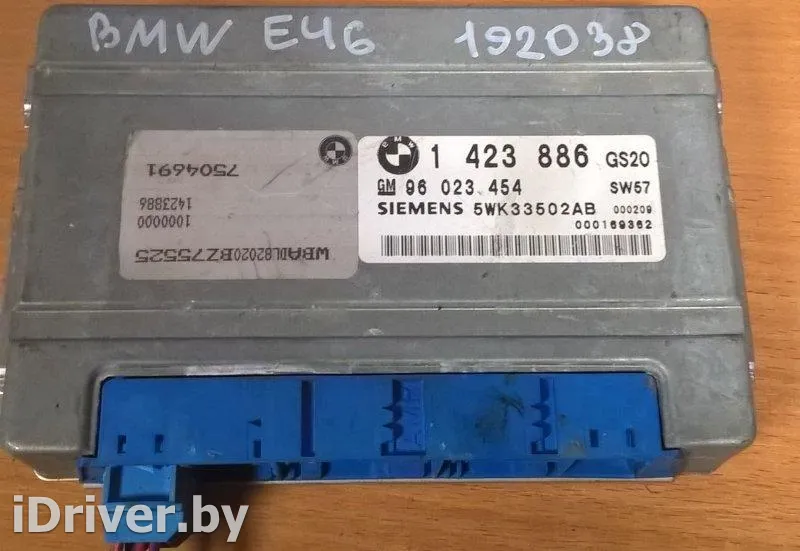 BMW E46 192038
7504691
1423886
1000000
WBADL82020BZ75525
BMW 1 423 886 GS20
GM 96 023 454 SW57
SIEMENS 5WK33502AB 000209
000169362
iDriver.by